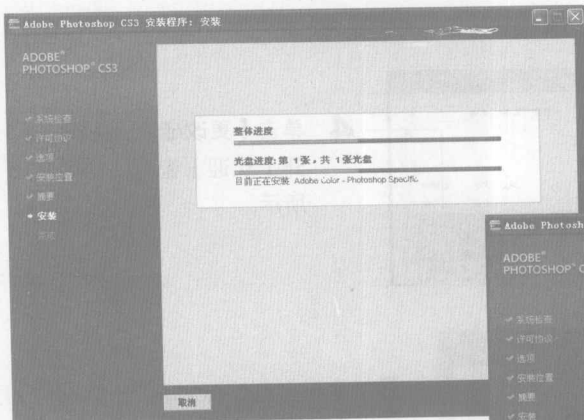 Adobe Photoshop CS3 安装程序: 安装
ADOBE®
PHOTOSHOP® CS3
✓ 系统检查
✓ 许可协议
✓ 选项
✓ 安装位置
✓ 摘要
• 安装
完成
整体进度
光盘进度: 第 1张，共 1张光盘
目前正在安装 Adobe Color - Photoshop Specific
取消
Adobe Photosh
ADOBE®
PHOTOSHOP® C
✓ 系统检查
✓ 许可协议
✓ 选项
✓ 安装位置
✓ 摘要
✓ 安装